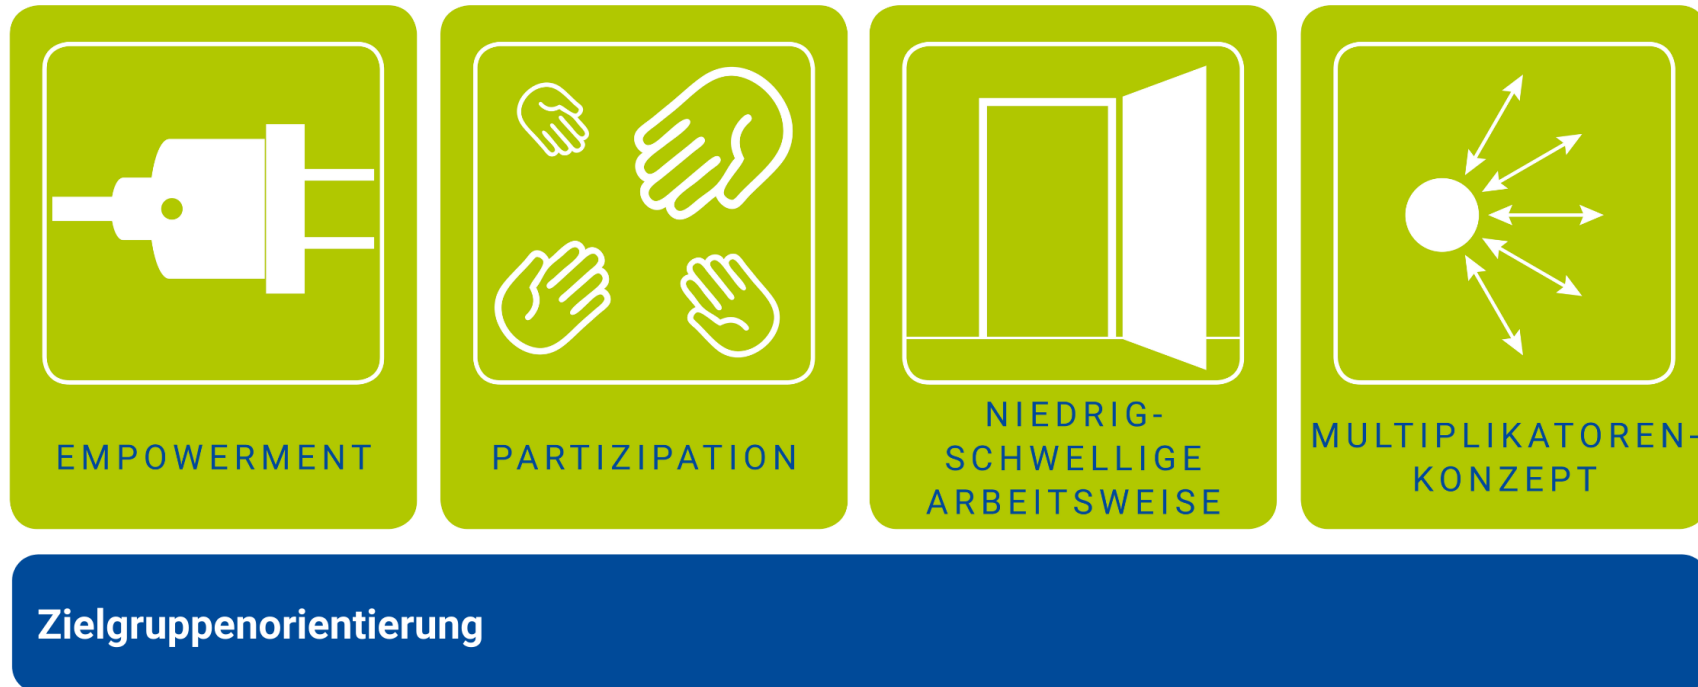 EMPOWERMENT
PARTIZIPATION
NIEDRIG-
SCHWELLIGE
ARBEITSWEISE
MULTIPLIKATOREN-
KONZEPT
Zielgruppenorientierung